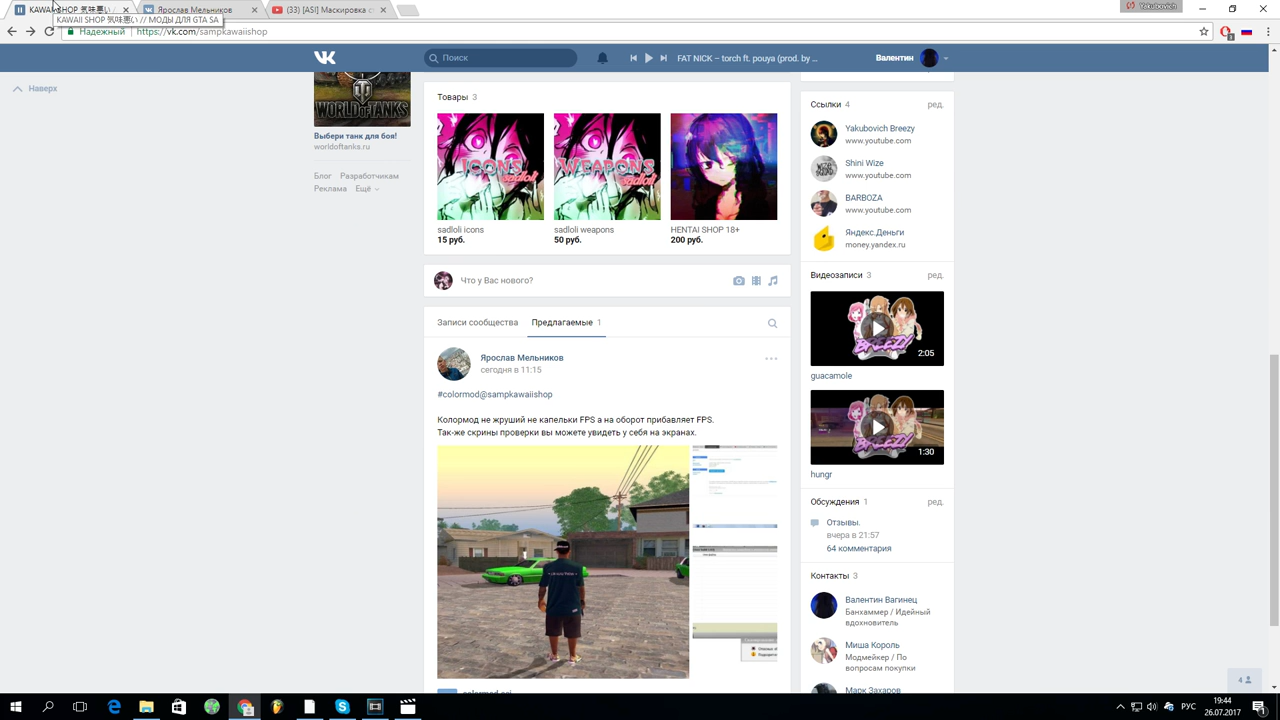 KAWAII SHOP 気味悪い /
Ярослав Мельников
(33) [ASI] Маскировка с
Yakubovich
KAWAII SHOP 気味悪い // МОДЫ ДЛЯ GTA SA
Надежный
https://vk.com/sampkawaiishop
Поиск
FAT NICK – torch ft. pouya (prod. by ...
Валентин
Наверх
WORLD OF TANKS
Выбери танк для боя!
worldoftanks.ru
Блог Разработчикам
Реклама Ещё
Товары 3
ICONS
sadloli
WEAPONS
sadloli
sadloli icons
15 руб.
sadloli weapons
50 руб.
HENTAI SHOP 18+
200 руб.
Что у Вас нового?
Записи сообщества
Предлагаемые 1
Ярослав Мельников
сегодня в 11:15
#colormod@sampkawaiishop
Колормод не жруший не капельки FPS а на оборот прибавляет FPS.
Так-же скрины проверки вы можете увидеть у себя на экранах.
Ссылки 4
ред.
Yakubovich Breezy
www.youtube.com
Shini Wize
www.youtube.com
BARBOZA
www.youtube.com
Яндекс.Деньги
money.yandex.ru
Видеозаписи 3
ред.
2:05
guacamole
1:30
hungr
Обсуждения 1
ред.
Отзывы.
вчера в 21:57
64 комментария
Контакты 3
ред.
Валентин Вагинец
Банхаммер / Идейный
вдохновитель
Миша Король
Модмейкер / По
вопросам покупки
Марк Захаров
4
РУС
19:44
26.07.2017